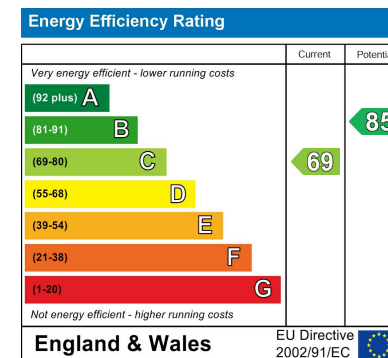 Energy Efficiency Rating
Current Potentia
Very energy efficient - lower running costs
(92 plus) A
(81-91) B
85
(69-80) C
69
(55-68) D
(39-54) E
(21-38) F
(1-20) G
Not energy efficient - higher running costs
England & Wales
EU Directive
2002/91/EC